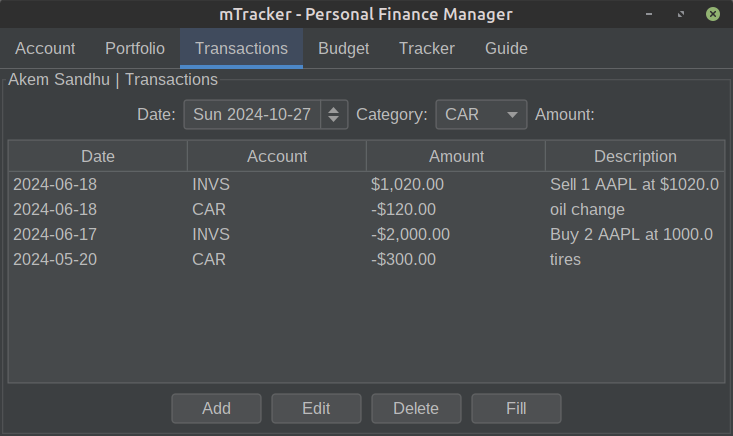 mTracker - Personal Finance Manager
Account Portfolio Transactions Budget Tracker Guide
Akem Sandhu | Transactions
Date: Sun 2024-10-27 Category: CAR Amount:
Date Account Amount Description
2024-06-18 INVS $1,020.00 Sell 1 AAPL at $1020.0
2024-06-18 CAR -$120.00 oil change
2024-06-17 INVS -$2,000.00 Buy 2 AAPL at 1000.0
2024-05-20 CAR -$300.00 tires
Add Edit Delete Fill